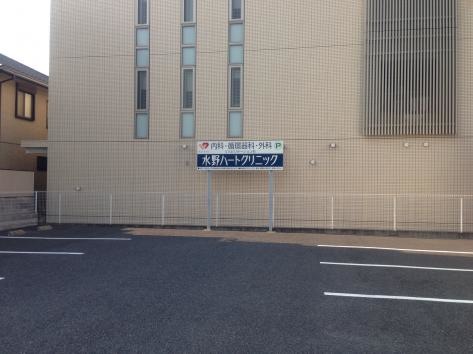 内科・循環器科・外科 P
水野ハートクリニック